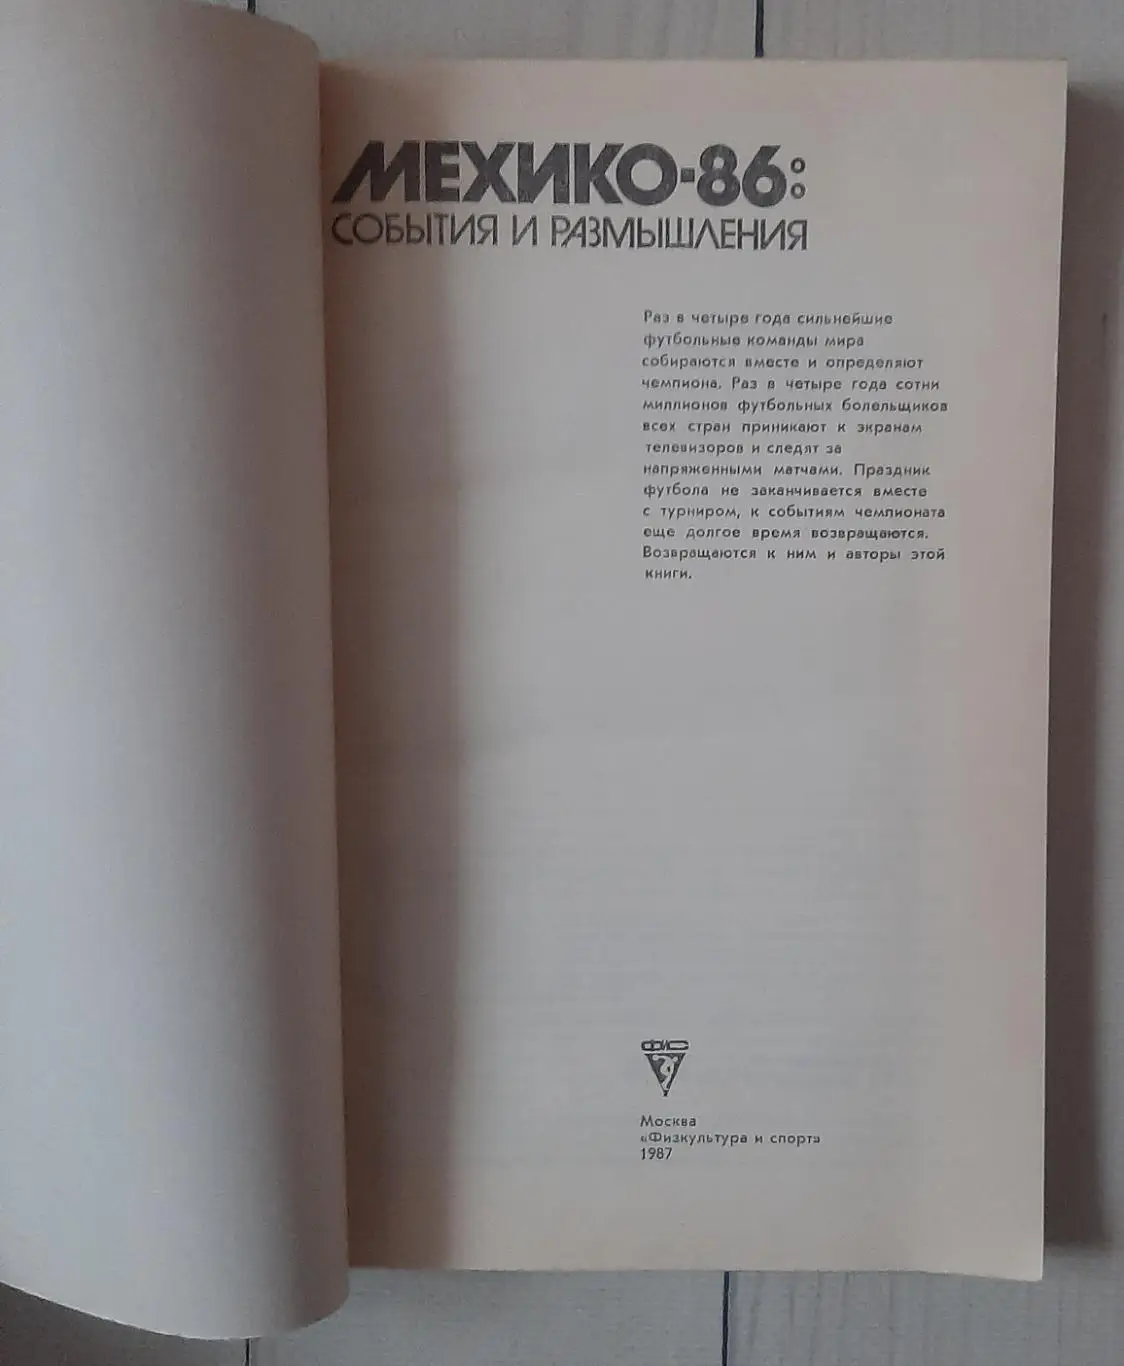 МЕХИКО-86:
СОБЫТИЯ И РАЗМЫШЛЕНИЯ
Раз в четыре года сильнейшие
футбольные команды мира
собираются вместе и определяют
чемпиона. Раз в четыре года сотни
миллионов футбольных болельщиков
всех стран приникают к экранам
телевизоров и следят за
напряженными матчами. Праздник
футбола не заканчивается вместе
с турниром, к событиям чемпионата
еще долгое время возвращаются.
Возвращаются к ним и авторы этой
книги.
ФИС
Москва
«Физкультура и спорт»
1987